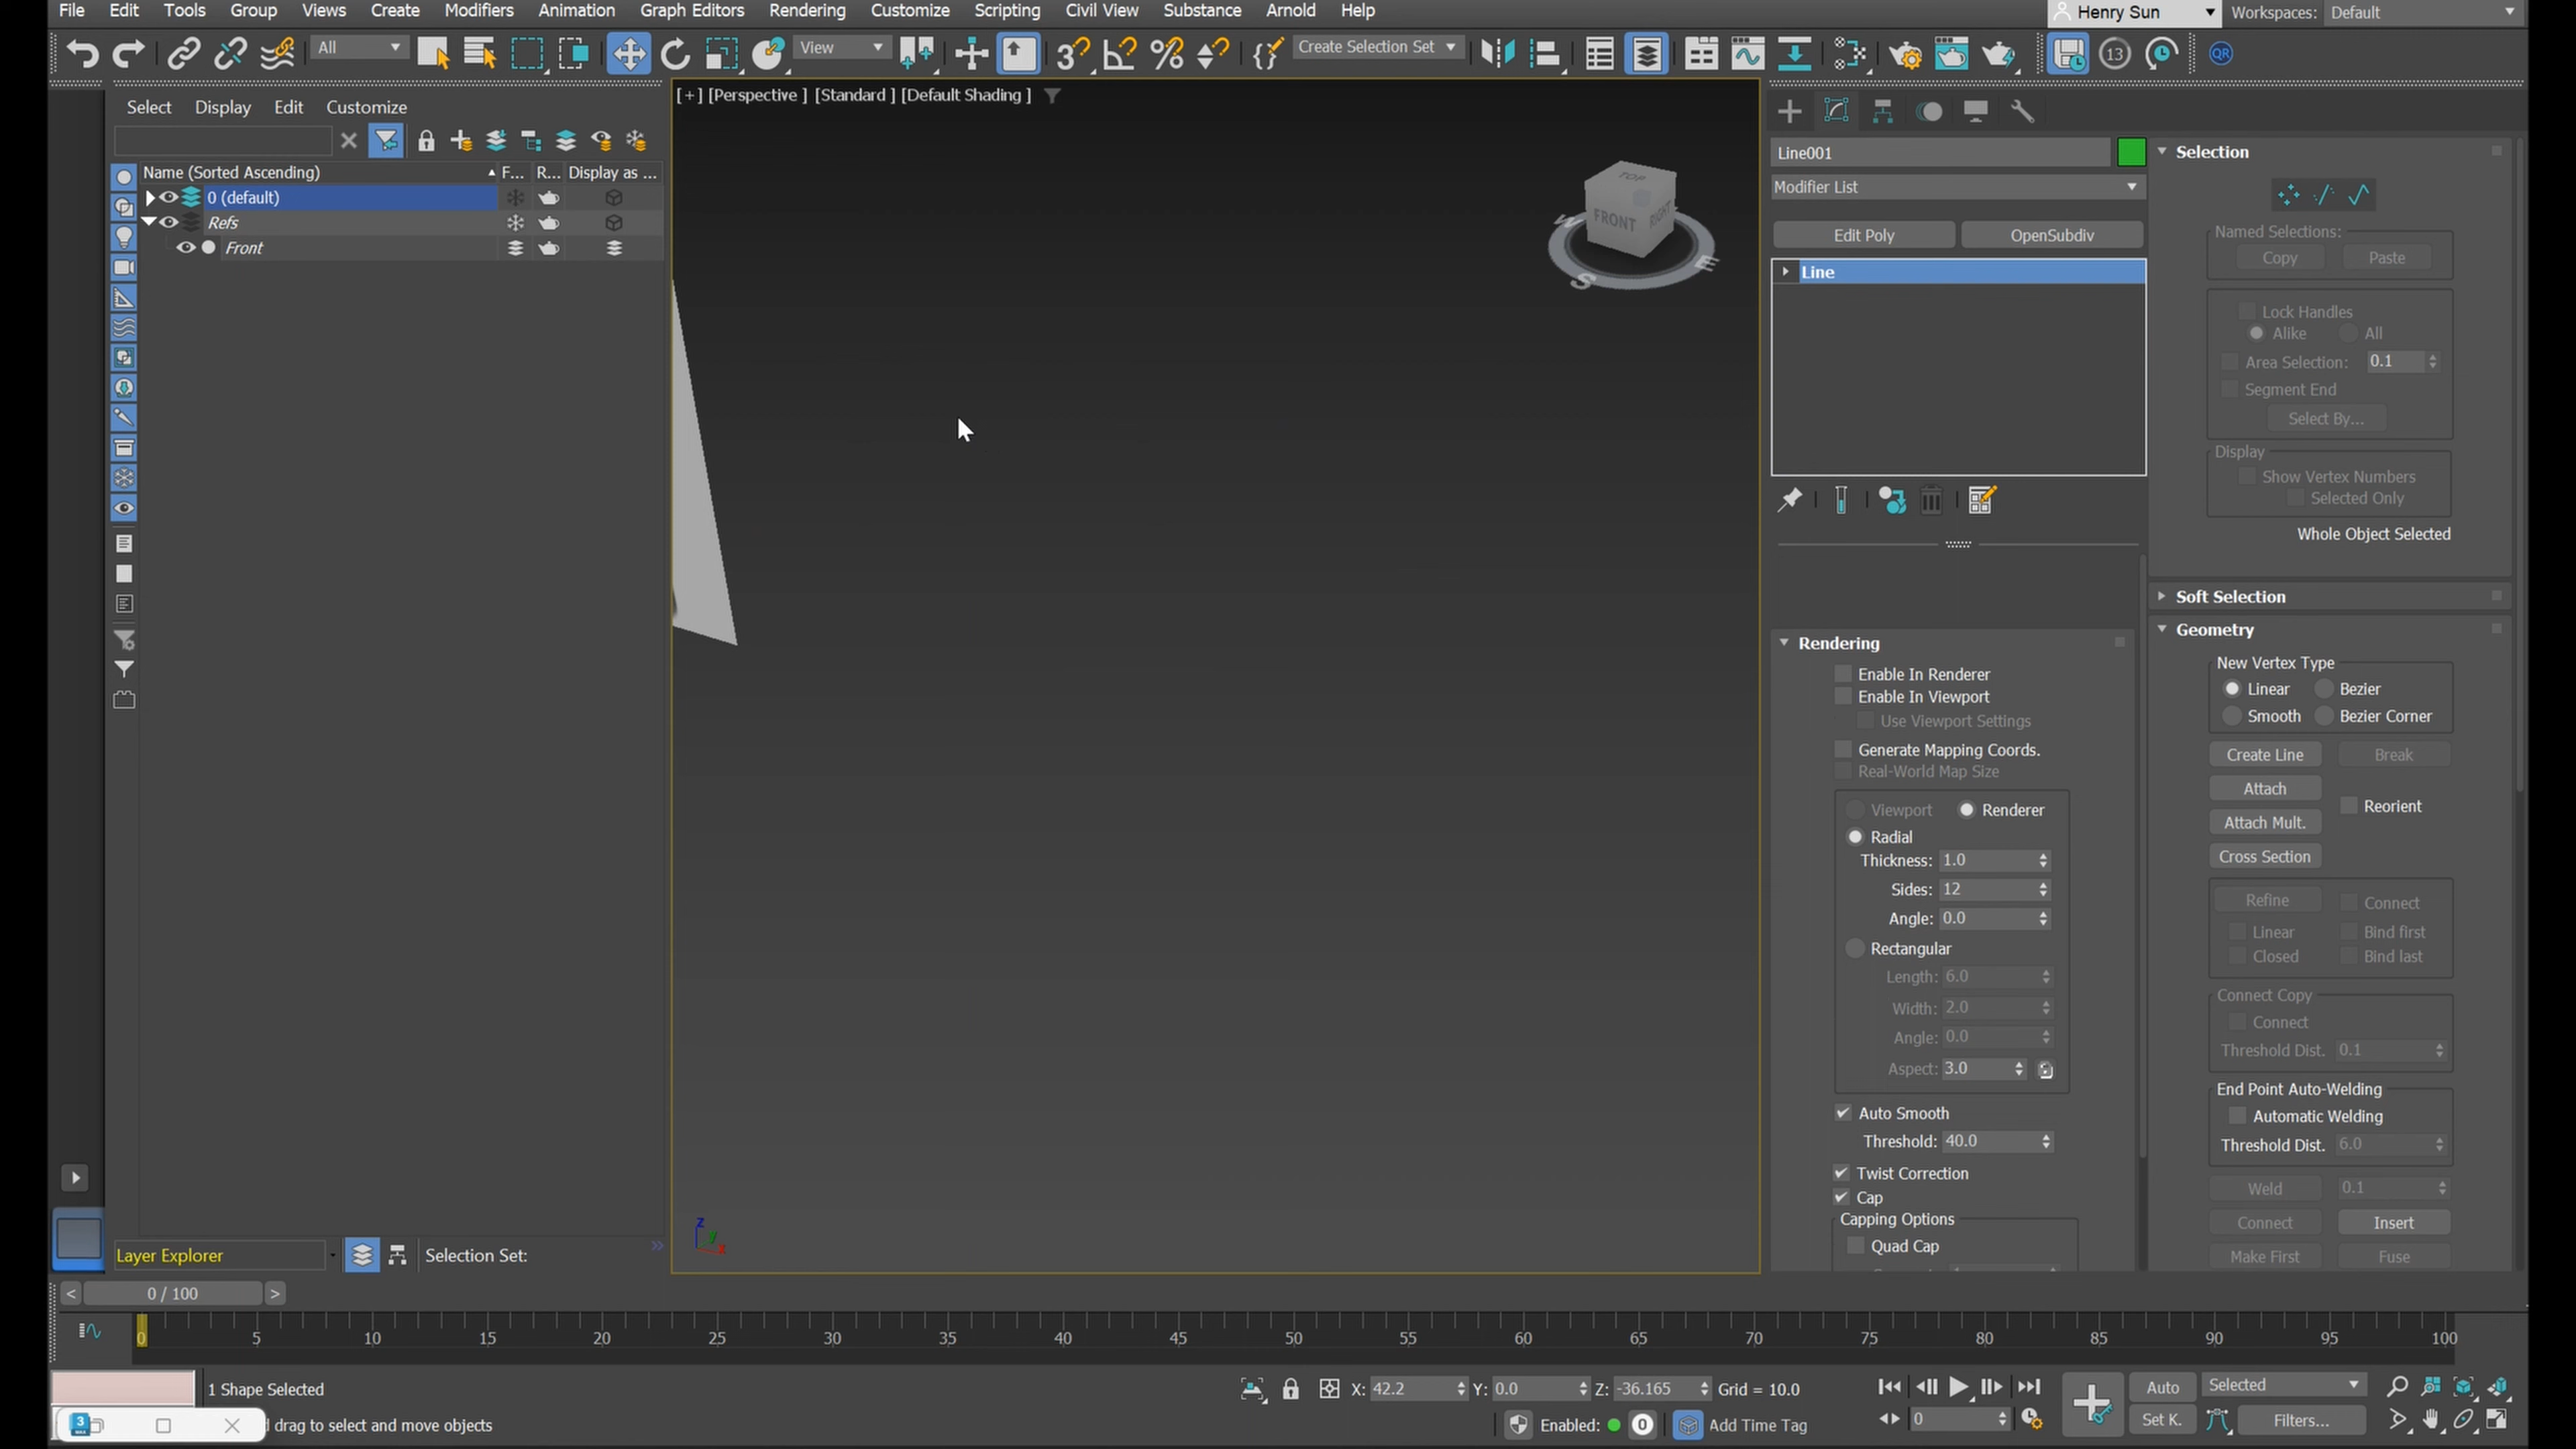 File Edit Tools Group Views Create Modifiers Animation Graph Editors Rendering Customize Scripting Civil View Substance Arnold Help Henry Sun Workspaces: Default
All View Create Selection Set 13 QR
Select Display Edit Customize
Name (Sorted Ascending) F... R... Display as ...
0 (default)
Refs
Front
[+] [Perspective ] [Standard ] [Default Shading ]
TOP
FRONT RIGHT
W
S E
z
y
x
Line001
Modifier List
Edit Poly OpenSubdiv
Line
Rendering
Enable In Renderer
Enable In Viewport
Use Viewport Settings
Generate Mapping Coords.
Real-World Map Size
Viewport Renderer
Radial
Thickness: 1.0
Sides: 12
Angle: 0.0
Rectangular
Length: 6.0
Width: 2.0
Angle: 0.0
Aspect: 3.0
Auto Smooth
Threshold: 40.0
Twist Correction
Cap
Capping Options
Quad Cap
Selection
Named Selections:
Copy Paste
Lock Handles
Alike All
Area Selection: 0.1
Segment End
Select By...
Display
Show Vertex Numbers
Selected Only
Whole Object Selected
Soft Selection
Geometry
New Vertex Type
Linear Bezier
Smooth Bezier Corner
Create Line Break
Attach
Reorient
Attach Mult.
Cross Section
Refine Connect
Linear Bind first
Closed Bind last
Connect Copy
Connect
Threshold Dist. 0.1
End Point Auto-Welding
Automatic Welding
Threshold Dist. 6.0
Weld 0.1
Connect Insert
Make First Fuse
Layer Explorer Selection Set: »
< 0 / 100 >
0 5 10 15 20 25 30 35 40 45 50 55 60 65 70 75 80 85 90 95 100
1 Shape Selected X: 42.2 Y: 0.0 Z: -36.165 Grid = 10.0 Auto Selected
drag to select and move objects Enabled: 0 Add Time Tag 0 Set K. Filters...